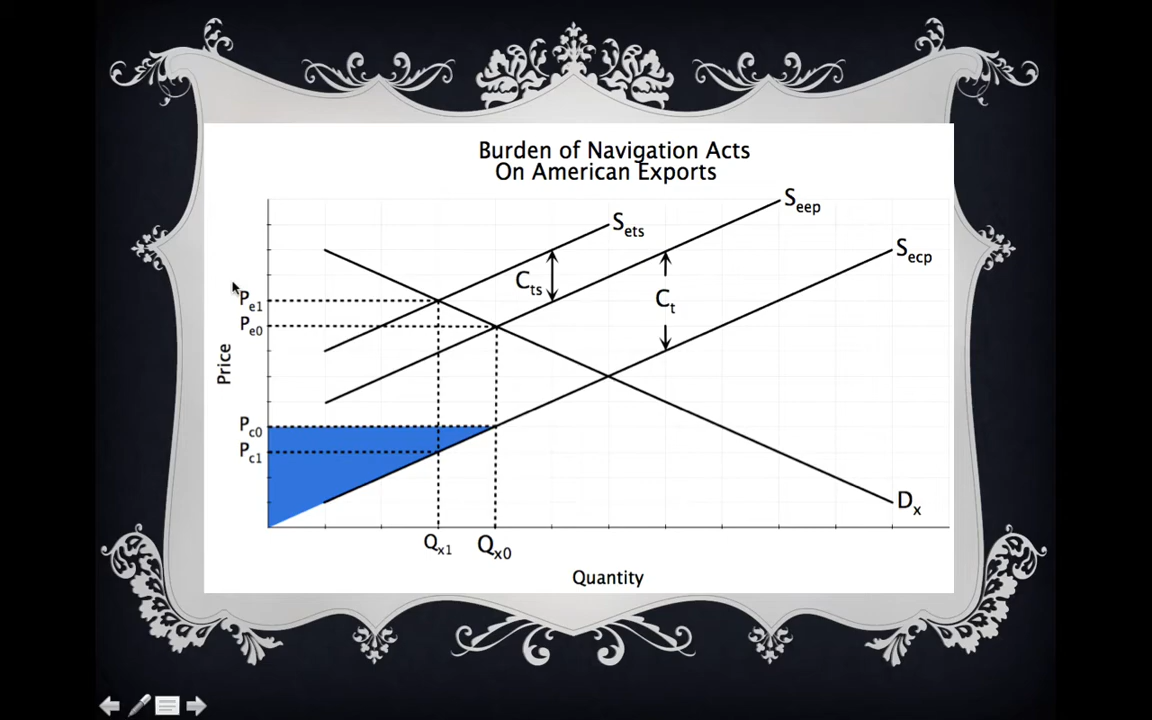 Burden of Navigation Acts
On American Exports
S_eep
S_ets
S_ecp
C_ts
C_t
P_e1
P_e0
Price
P_c0
P_c1
D_x
Q_x1
Q_x0
Quantity